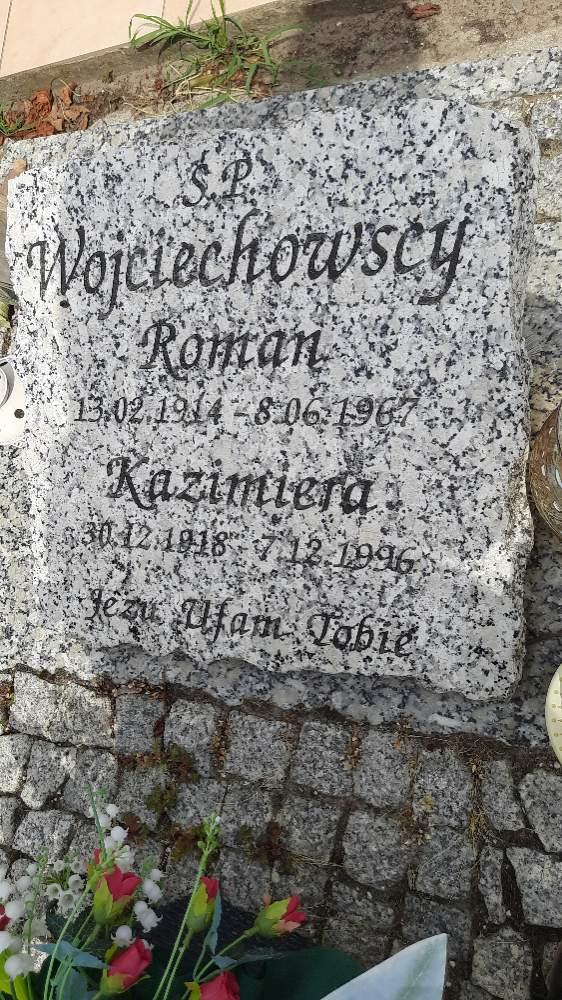 Ś.P.
Wojciechowscy
Roman
13.02.1914 - 8.06.1967
Kazimiera
30.12.1918 - 7.12.1996
Jezu Ufam Tobie